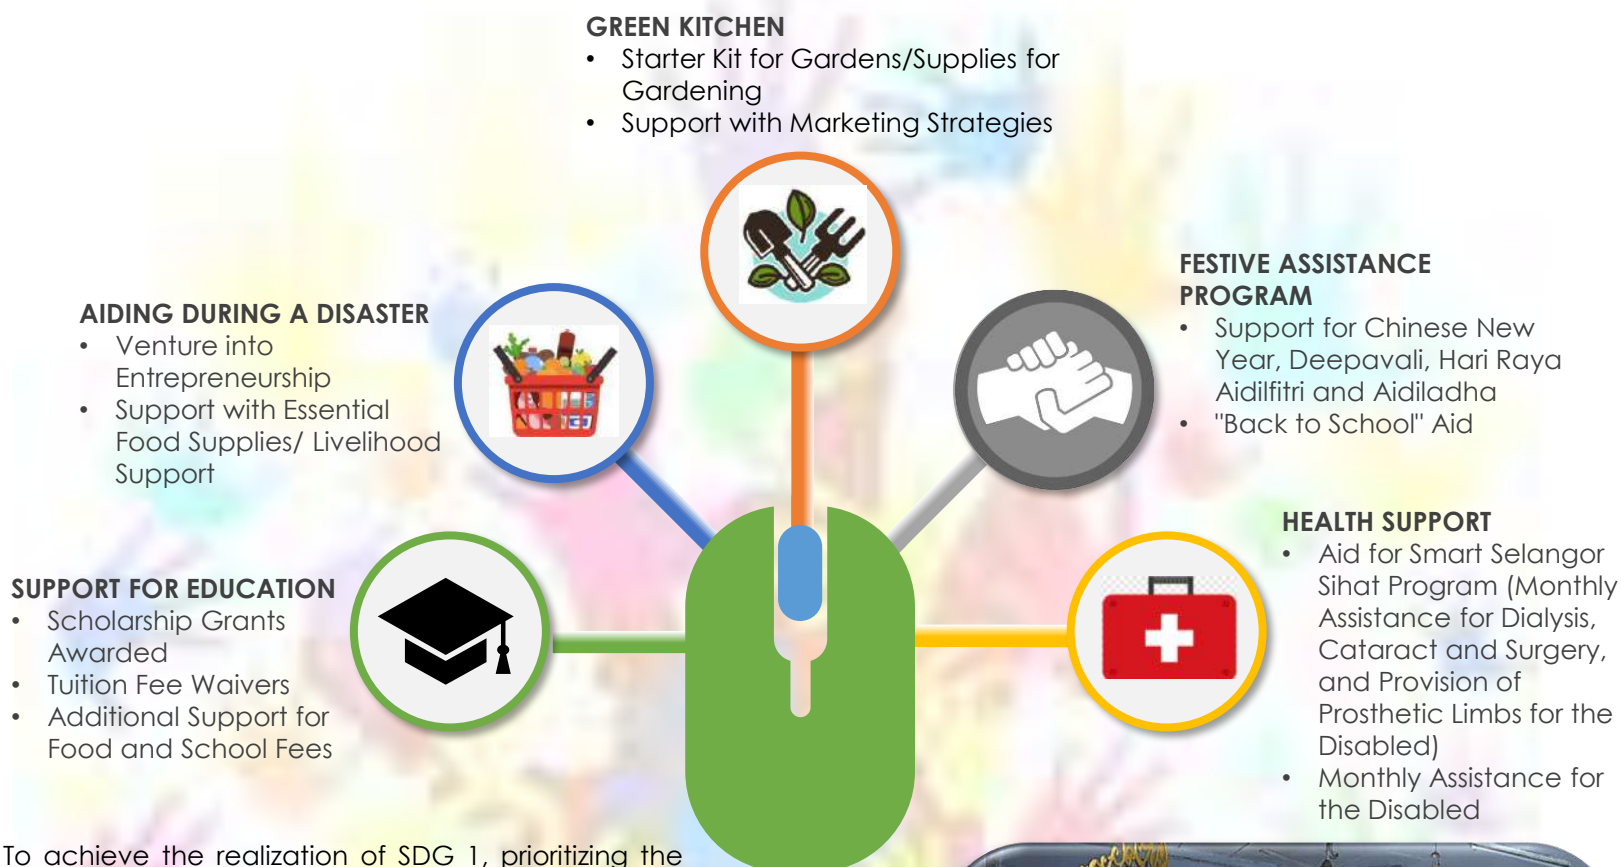 GREEN KITCHEN
• Starter Kit for Gardens/Supplies for
Gardening
• Support with Marketing Strategies
AIDING DURING A DISASTER
• Venture into
Entrepreneurship
• Support with Essential
Food Supplies/ Livelihood
Support
FESTIVE ASSISTANCE
PROGRAM
• Support for Chinese New
Year, Deepavali, Hari Raya
Aidilfitri and Aidiladha
• "Back to School" Aid
SUPPORT FOR EDUCATION
• Scholarship Grants
Awarded
• Tuition Fee Waivers
• Additional Support for
Food and School Fees
HEALTH SUPPORT
• Aid for Smart Selangor
Sihat Program (Monthly
Assistance for Dialysis,
Cataract and Surgery,
and Provision of
Prosthetic Limbs for the
Disabled)
• Monthly Assistance for
the Disabled
To achieve the realization of SDG 1, prioritizing the